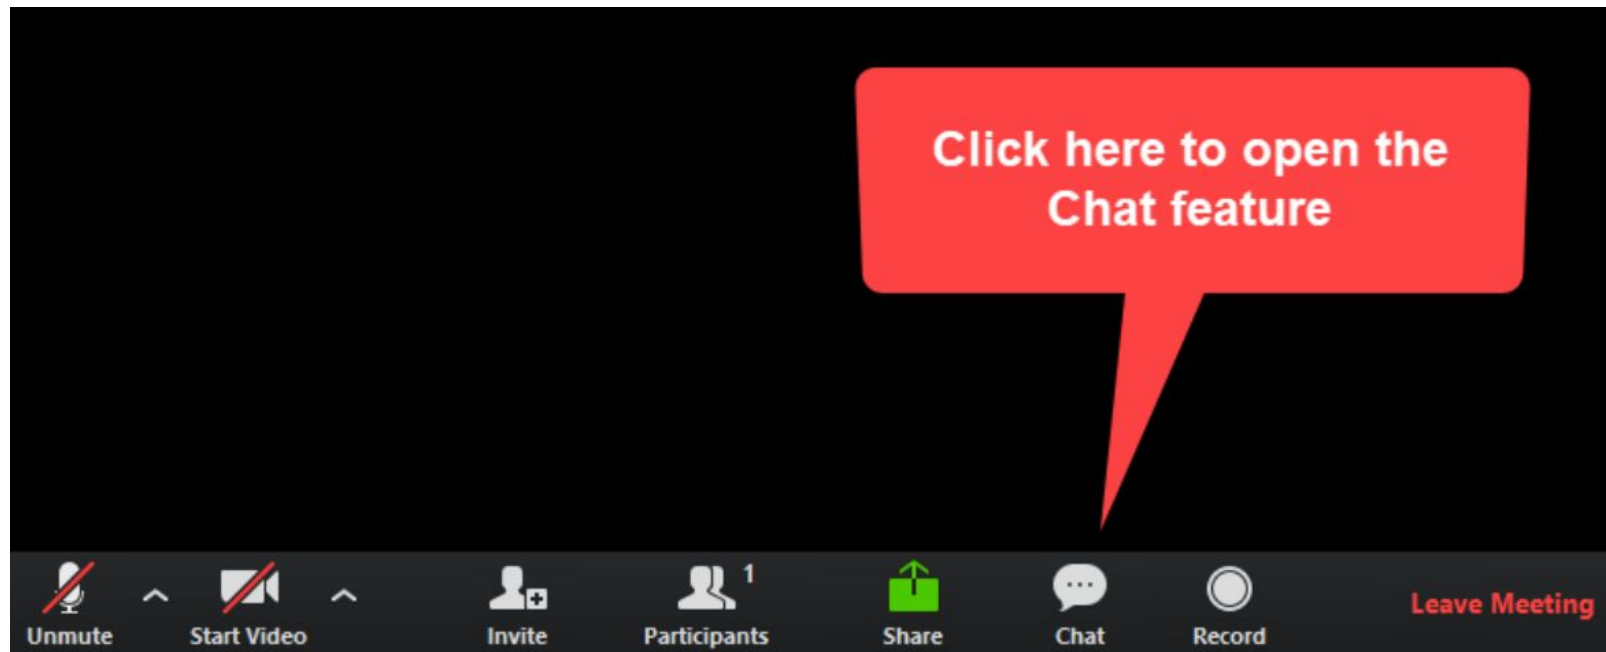 Click here to open the
Chat feature
1
Unmute
Start Video
Invite
Participants
Share
Chat
Record
Leave Meeting